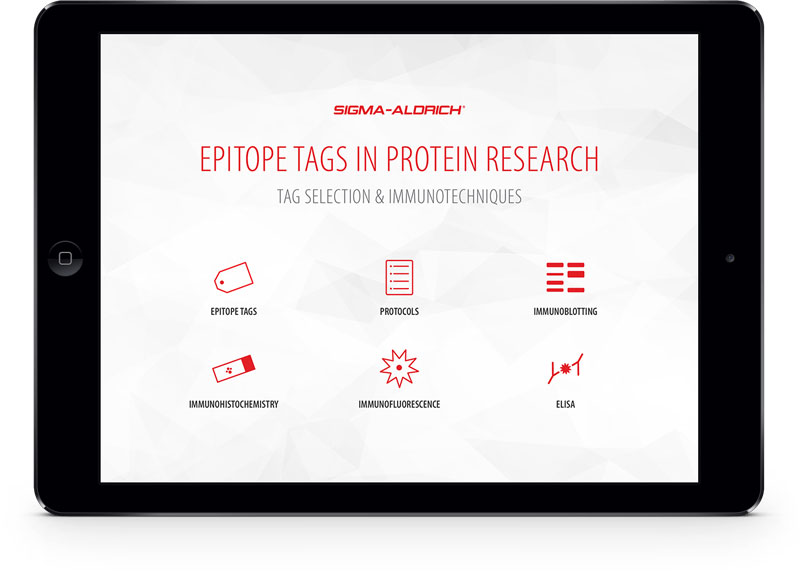 SIGMA-ALDRICH®
EPITOPE TAGS IN PROTEIN RESEARCH
TAG SELECTION & IMMUNOTECHNIQUES
EPITOPE TAGS
PROTOCOLS
IMMUNOBLOTTING
IMMUNOHISTOCHEMISTRY
IMMUNOFLUORESCENCE
ELISA